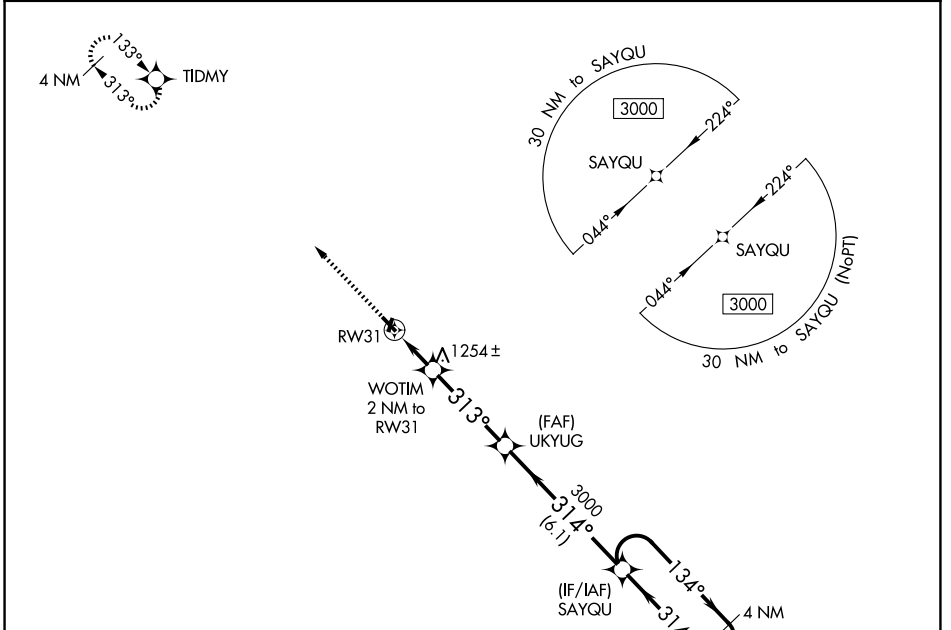 133°
4 NM
313°
TIDMY
30 NM to SAYQU
3000
224°
SAYQU
044°
224°
SAYQU
044°
3000
30 NM to SAYQU (NoPT)
RW31
1254 ±
WOTIM
2 NM to
RW31
313°
(FAF)
UKYUG
3000
314°
(6.1)
(IF/IAF)
SAYQU
134°
4 NM